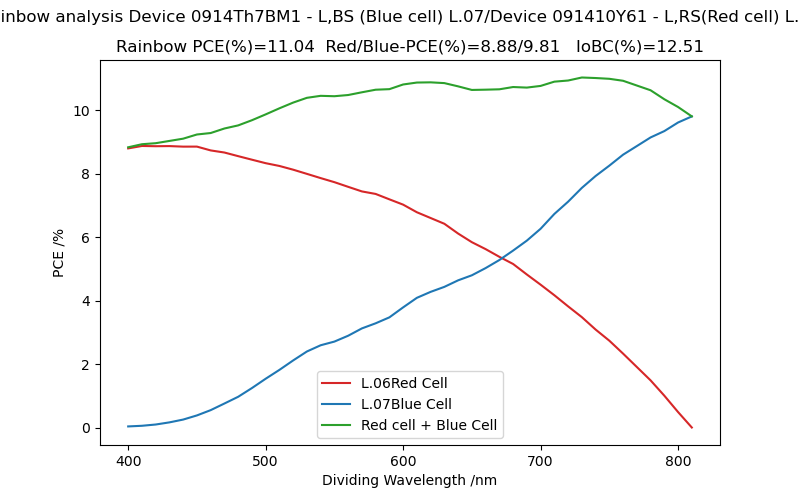 inbow analysis Device 0914Th7BM1 - L,BS (Blue cell) L.07/Device 091410Y61 - L,RS(Red cell) L.
Rainbow PCE(%)=11.04 Red/Blue-PCE(%)=8.88/9.81 IoBC(%)=12.51
PCE /%
10
8
6
4
2
0
L.06Red Cell
L.07Blue Cell
Red cell + Blue Cell
400 500 600 700 800
Dividing Wavelength /nm